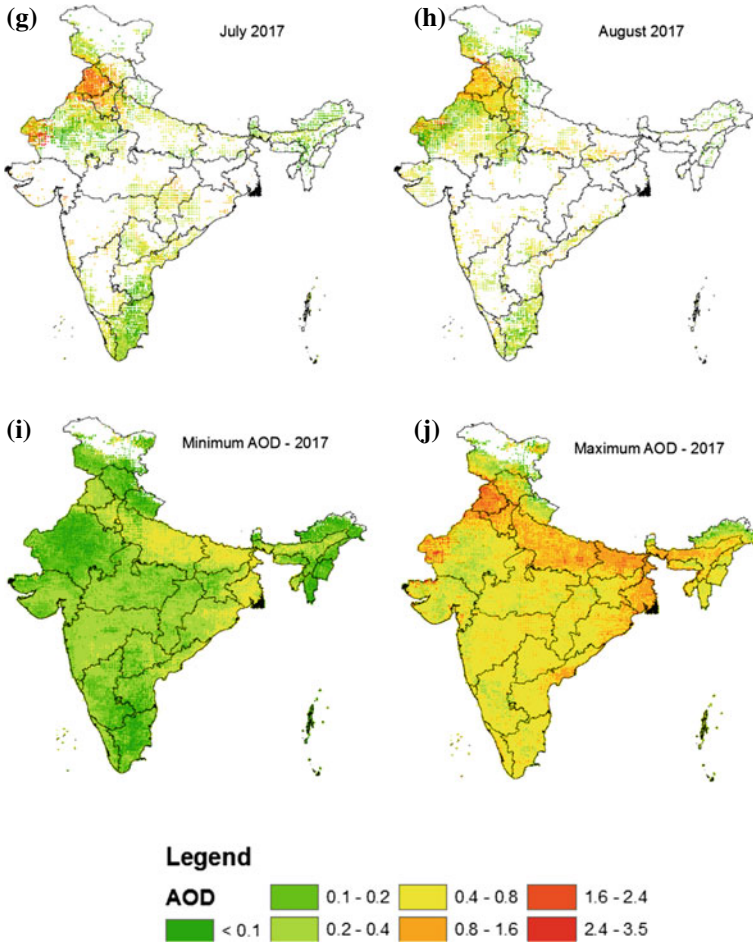 (g)
July 2017
(h)
August 2017
(i)
Minimum AOD - 2017
(j)
Maximum AOD - 2017
Legend
AOD
< 0.1
0.1 - 0.2
0.2 - 0.4
0.4 - 0.8
0.8 - 1.6
1.6 - 2.4
2.4 - 3.5